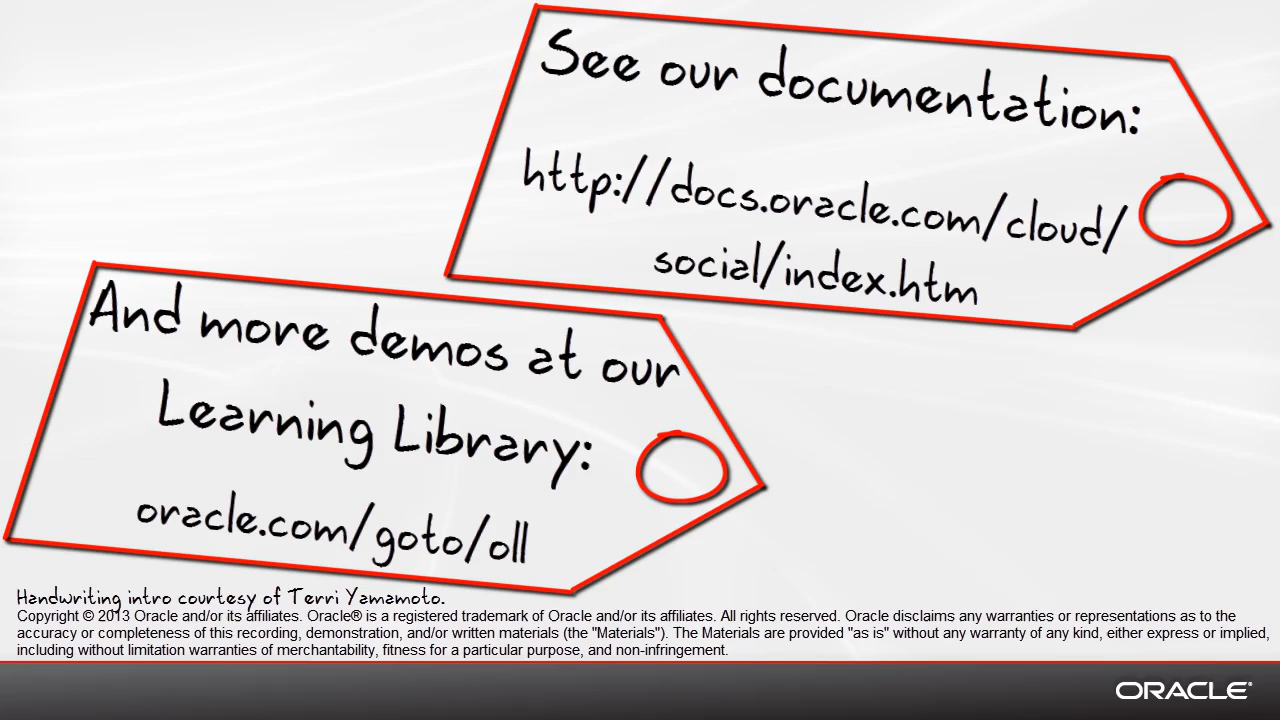 See our documentation:
http://docs.oracle.com/cloud/
social/index.htm
And more demos at our
Learning Library:
oracle.com/goto/oll
Handwriting intro courtesy of Terri Yamamoto.
Copyright © 2013 Oracle and/or its affiliates. Oracle® is a registered trademark of Oracle and/or its affiliates. All rights reserved. Oracle disclaims any warranties or representations as to the
accuracy or completeness of this recording, demonstration, and/or written materials (the "Materials"). The Materials are provided "as is" without any warranty of any kind, either express or implied,
including without limitation warranties of merchantability, fitness for a particular purpose, and non-infringement.
ORACLE®